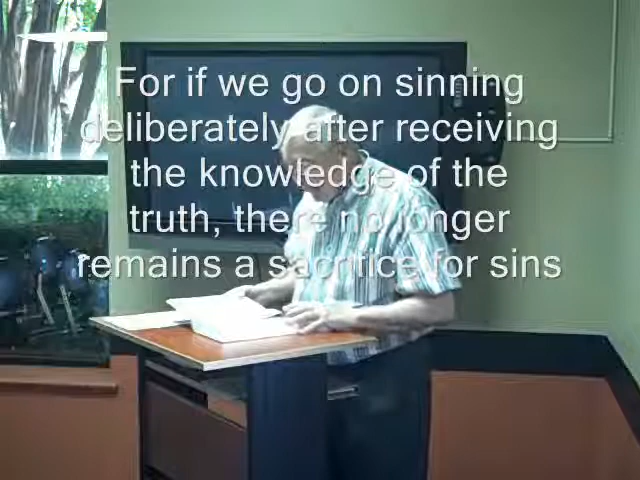 For if we go on sinning
deliberately after receiving
the knowledge of the
truth, there no longer
remains a sacrifice for sins